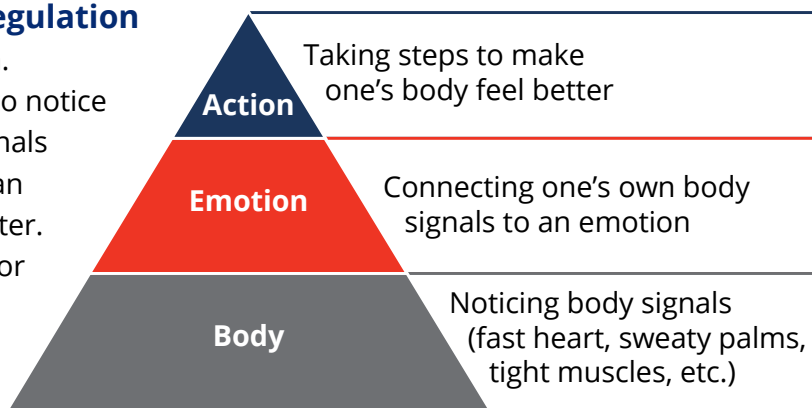 egulation
.
o notice
nals
an
ter.
or
Action
Taking steps to make
one’s body feel better
Emotion
Connecting one’s own body
signals to an emotion
Body
Noticing body signals
(fast heart, sweaty palms,
tight muscles, etc.)